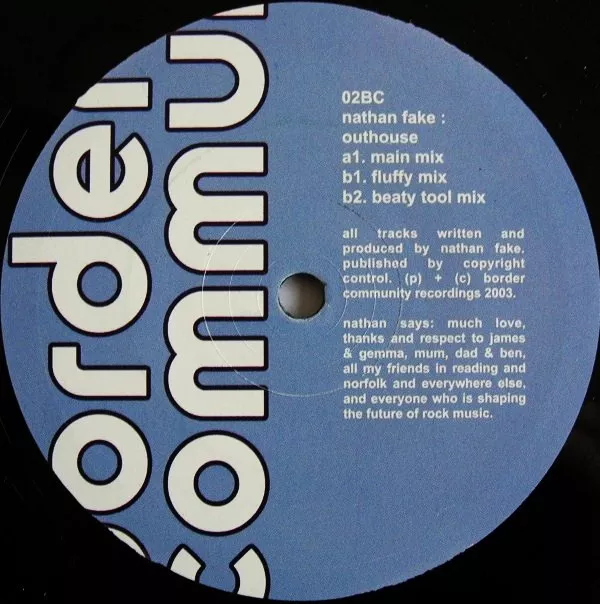 order
commu
02BC
nathan fake :
outhouse
a1. main mix
b1. fluffy mix
b2. beaty tool mix
all tracks written and
produced by nathan fake.
published by copyright
control. (p) + (c) border
community recordings 2003.
nathan says: much love,
thanks and respect to james
& gemma, mum, dad & ben,
all my friends in reading and
norfolk and everywhere else,
and everyone who is shaping
the future of rock music.